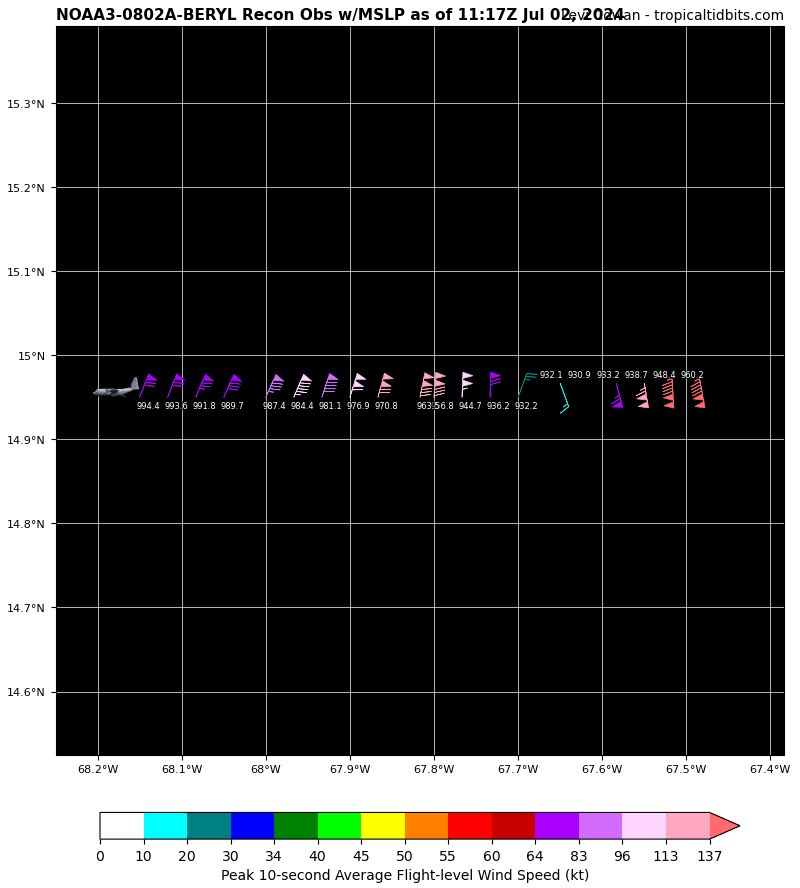 NOAA3-0802A-BERYL Recon Obs w/MSLP as of 11:17Z Jul 02, 2024
Levi Cowan - tropicaltidbits.com
15.3°N
15.2°N
15.1°N
15°N
932.1 930.9 933.2 938.7 948.4 960.2
994.4 993.6 991.8 989.7 987.4 984.4 981.1 976.9 970.8 963.5 956.8 944.7 936.2 932.2
14.9°N
14.8°N
14.7°N
14.6°N
68.2°W 68.1°W 68°W 67.9°W 67.8°W 67.7°W 67.6°W 67.5°W 67.4°W
0 10 20 30 34 40 45 50 55 60 64 83 96 113 137
Peak 10-second Average Flight-level Wind Speed (kt)